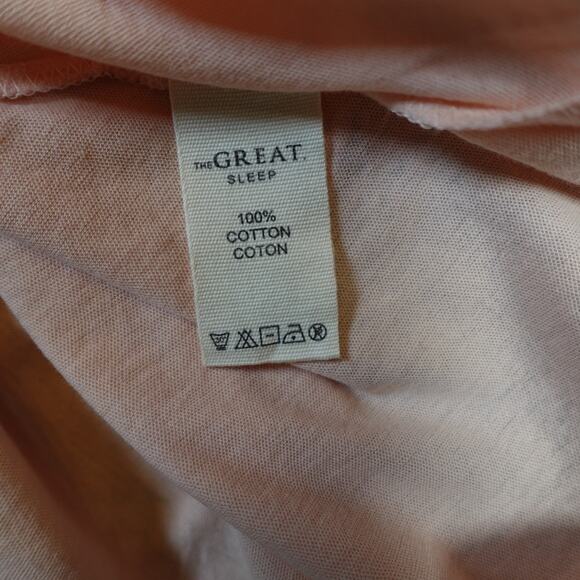 THE GREAT.
SLEEP
100%
COTTON
COTON